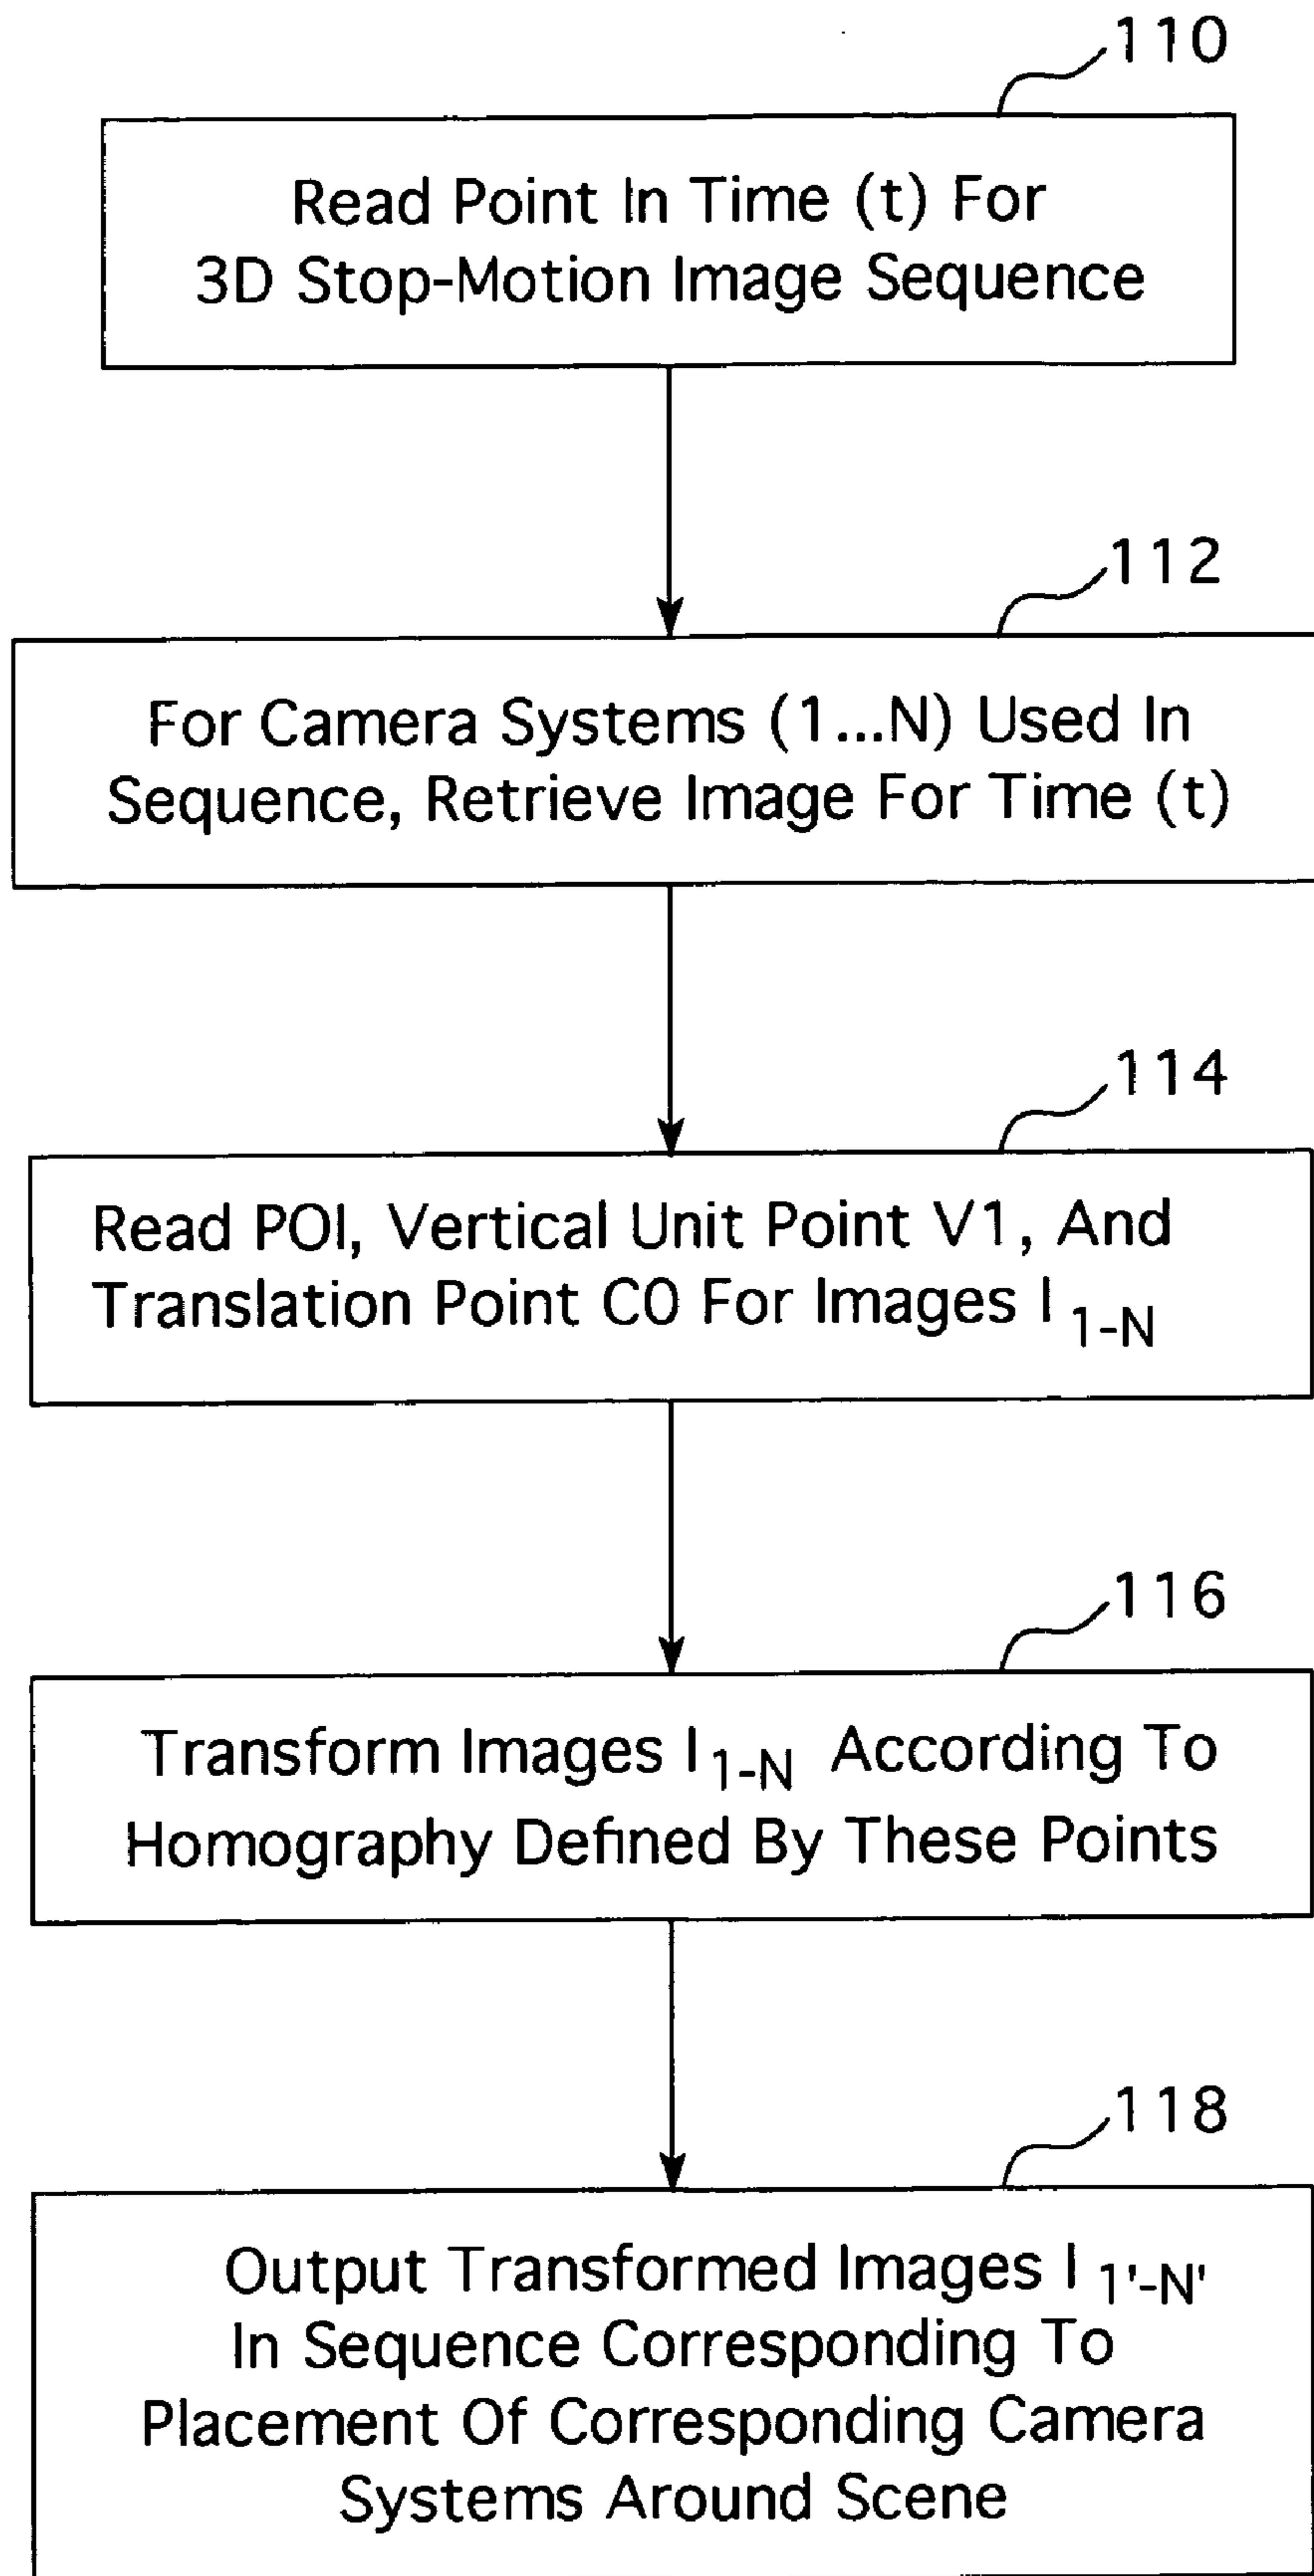 110
Read Point In Time (t) For
3D Stop-Motion Image Sequence
112
For Camera Systems (1...N) Used In
Sequence, Retrieve Image For Time (t)
114
Read POI, Vertical Unit Point V1, And
Translation Point C0 For Images I 1-N
116
Transform Images I 1-N According To
Homography Defined By These Points
118
Output Transformed Images I 1'-N'
In Sequence Corresponding To
Placement Of Corresponding Camera
Systems Around Scene